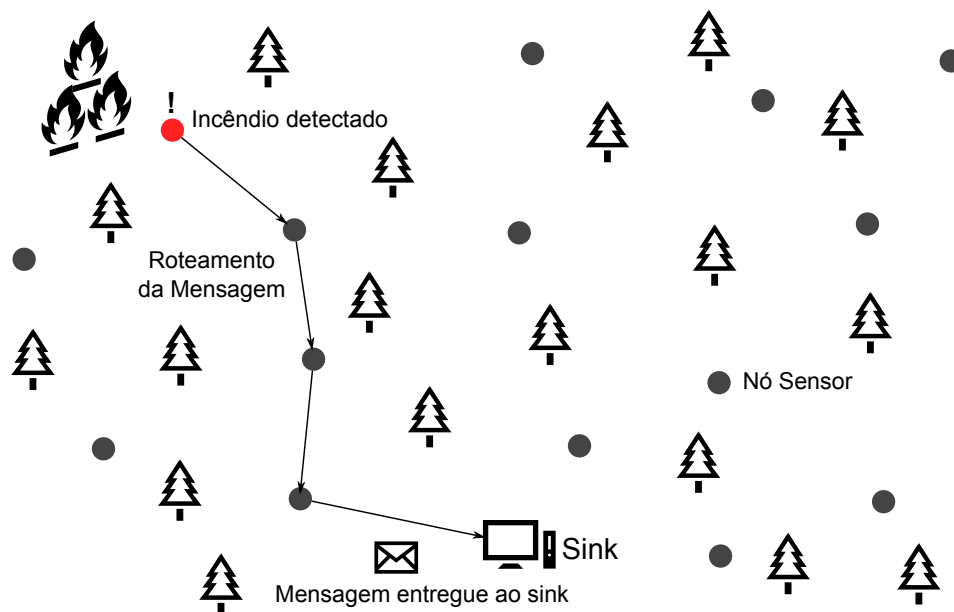 !
Incêndio detectado
Roteamento
da Mensagem
Nó Sensor
Sink
Mensagem entregue ao sink